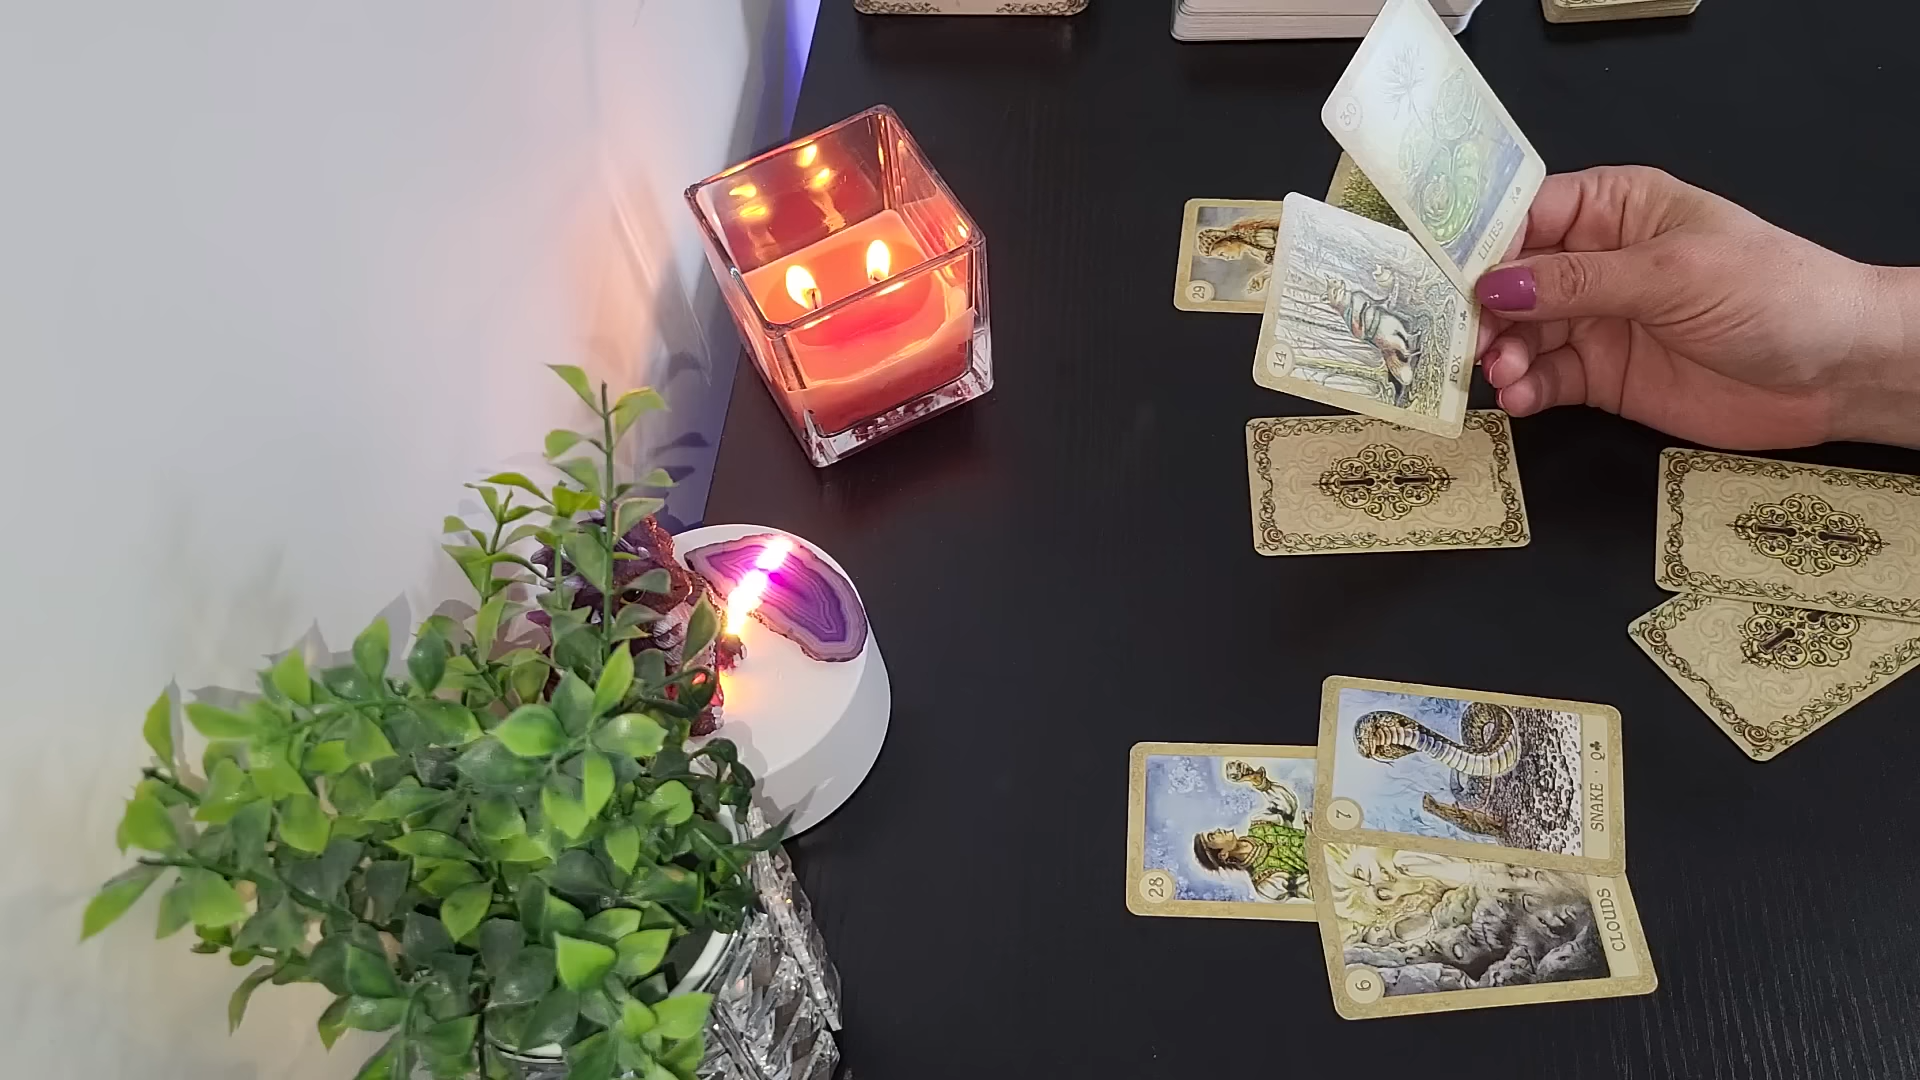 30
LILIES · K♠
29
14
FOX · 9♣
7
SNAKE · Q♣
28
6
CLOUDS